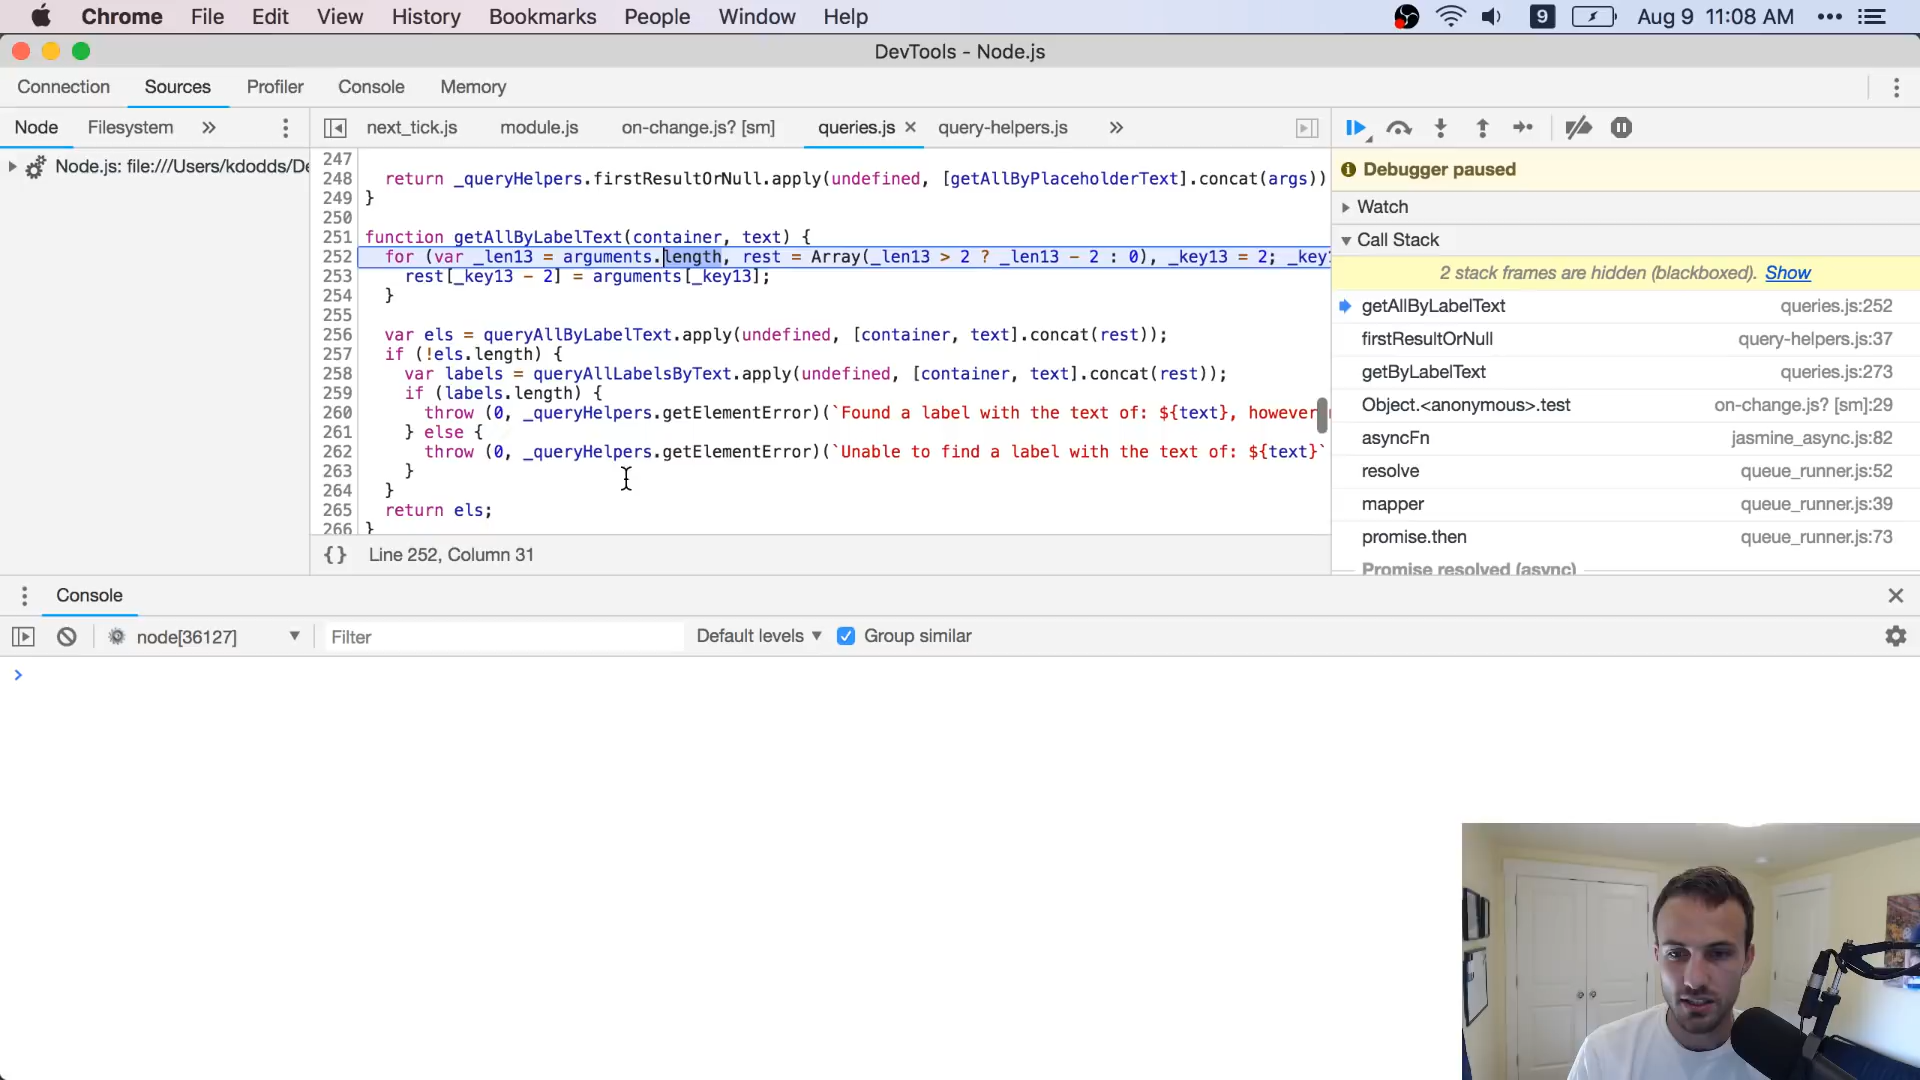 Chrome File Edit View History Bookmarks People Window Help 9 Aug 9 11:08 AM
DevTools - Node.js
Connection Sources Profiler Console Memory
Node Filesystem » next_tick.js module.js on-change.js? [sm] queries.js × query-helpers.js »
Node.js: file:///Users/kdodds/De
247
248 return _queryHelpers.firstResultOrNull.apply(undefined, [getAllByPlaceholderText].concat(args))
249 }
250
251 function getAllByLabelText(container, text) {
252 for (var _len13 = arguments.length, rest = Array(_len13 > 2 ? _len13 - 2 : 0), _key13 = 2; _key1
253 rest[_key13 - 2] = arguments[_key13];
254 }
255
256 var els = queryAllByLabelText.apply(undefined, [container, text].concat(rest));
257 if (!els.length) {
258 var labels = queryAllLabelsByText.apply(undefined, [container, text].concat(rest));
259 if (labels.length) {
260 throw (0, _queryHelpers.getElementError)(`Found a label with the text of: ${text}, however
261 } else {
262 throw (0, _queryHelpers.getElementError)(`Unable to find a label with the text of: ${text}`
263 }
264 }
265 return els;
266 }
{} Line 252, Column 31
Debugger paused
Watch
Call Stack
2 stack frames are hidden (blackboxed). Show
getAllByLabelText queries.js:252
firstResultOrNull query-helpers.js:37
getByLabelText queries.js:273
Object.<anonymous>.test on-change.js? [sm]:29
asyncFn jasmine_async.js:82
resolve queue_runner.js:52
mapper queue_runner.js:39
promise.then queue_runner.js:73
Promise resolved (async)
Console
node[36127] Filter Default levels Group similar